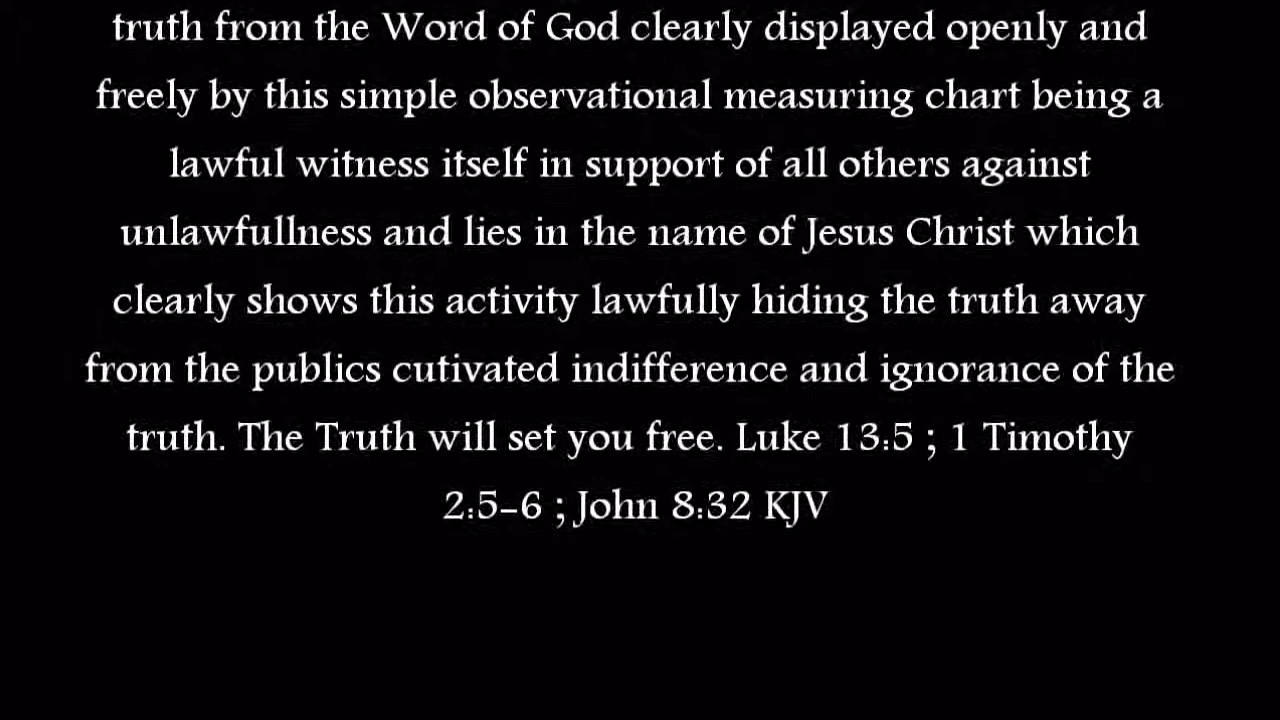 truth from the Word of God clearly displayed openly and
freely by this simple observational measuring chart being a
lawful witness itself in support of all others against
unlawfullness and lies in the name of Jesus Christ which
clearly shows this activity lawfully hiding the truth away
from the publics cutivated indifference and ignorance of the
truth. The Truth will set you free. Luke 13:5 ; 1 Timothy
2:5-6 ; John 8:32 KJV